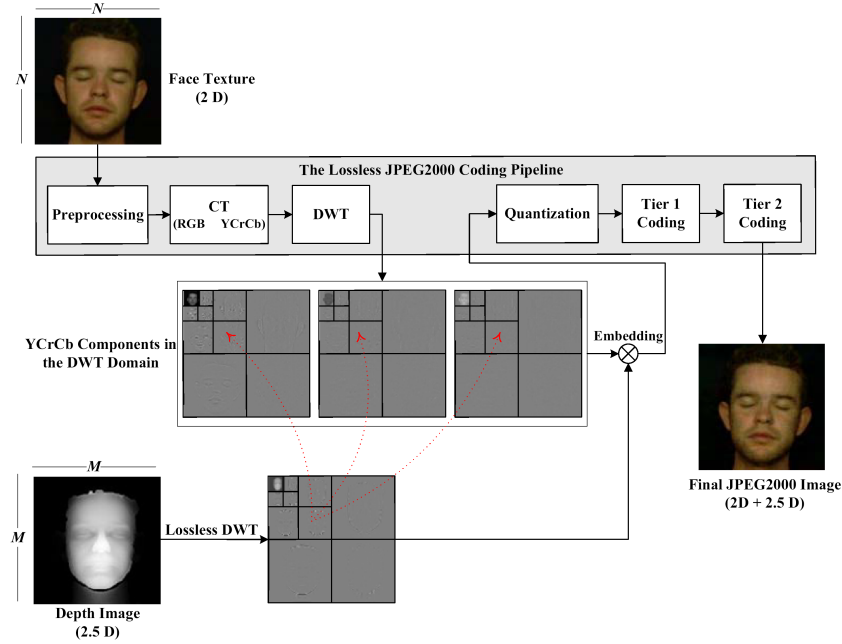 N
N
Face Texture
(2 D)
The Lossless JPEG2000 Coding Pipeline
Preprocessing
CT
(RGB YCrCb)
DWT
Quantization
Tier 1
Coding
Tier 2
Coding
YCrCb Components in
the DWT Domain
Embedding
M
M
Lossless DWT
Depth Image
(2.5 D)
Final JPEG2000 Image
(2D + 2.5 D)